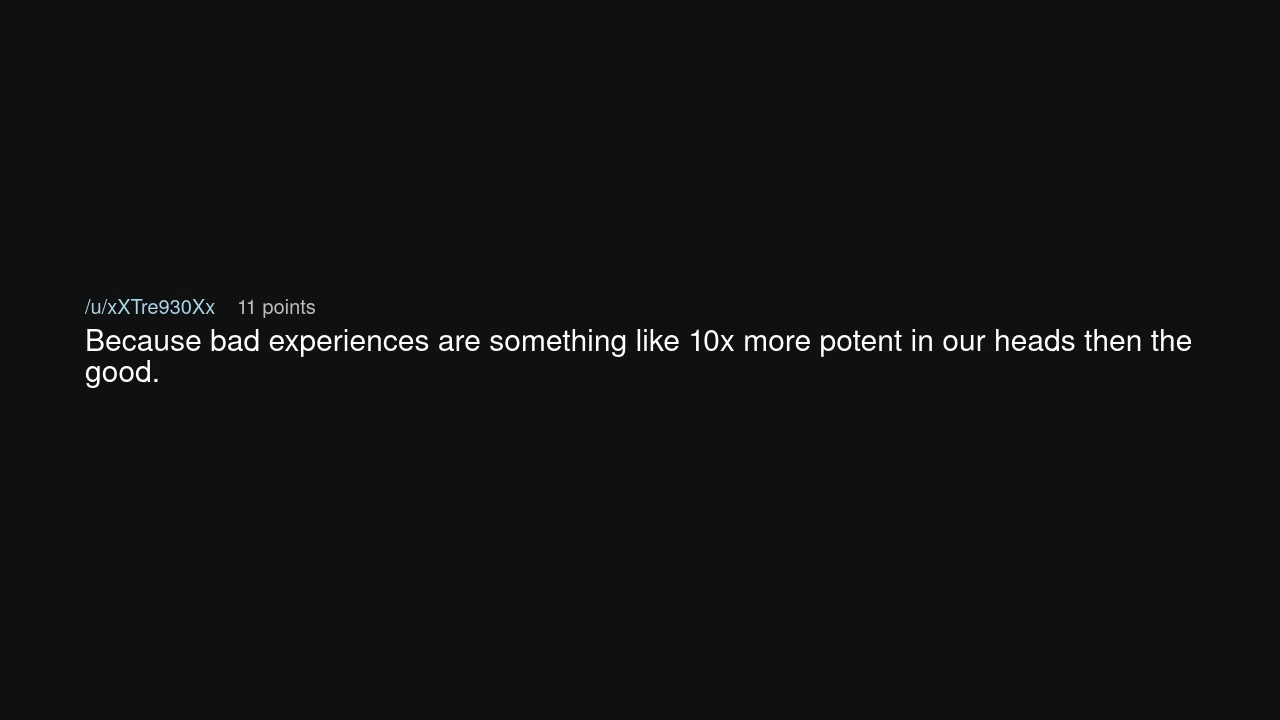 /u/xXTre930Xx 11 points
Because bad experiences are something like 10x more potent in our heads then the
good.